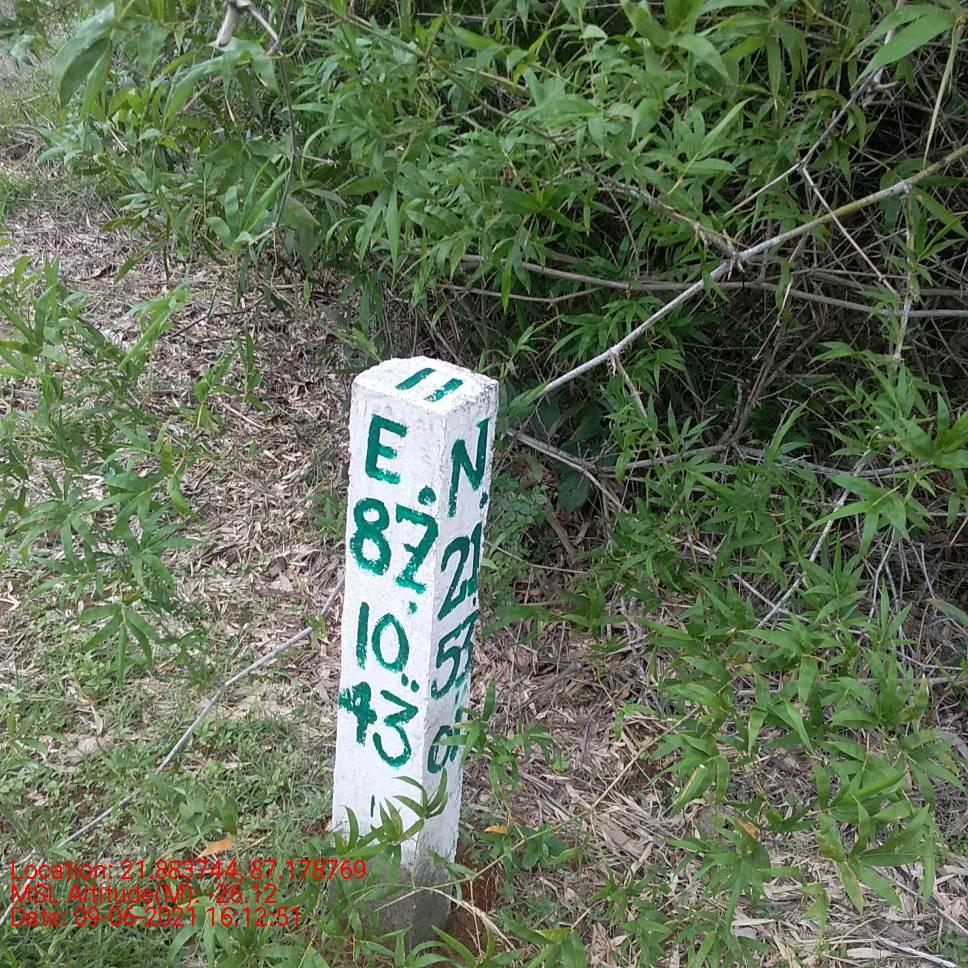 11
E.
87
10
43
N.
21
53
Location: 21.883744, 87.178769
MSL Altitude(M): -26.12
Date: 09-06-2021 16:12:51